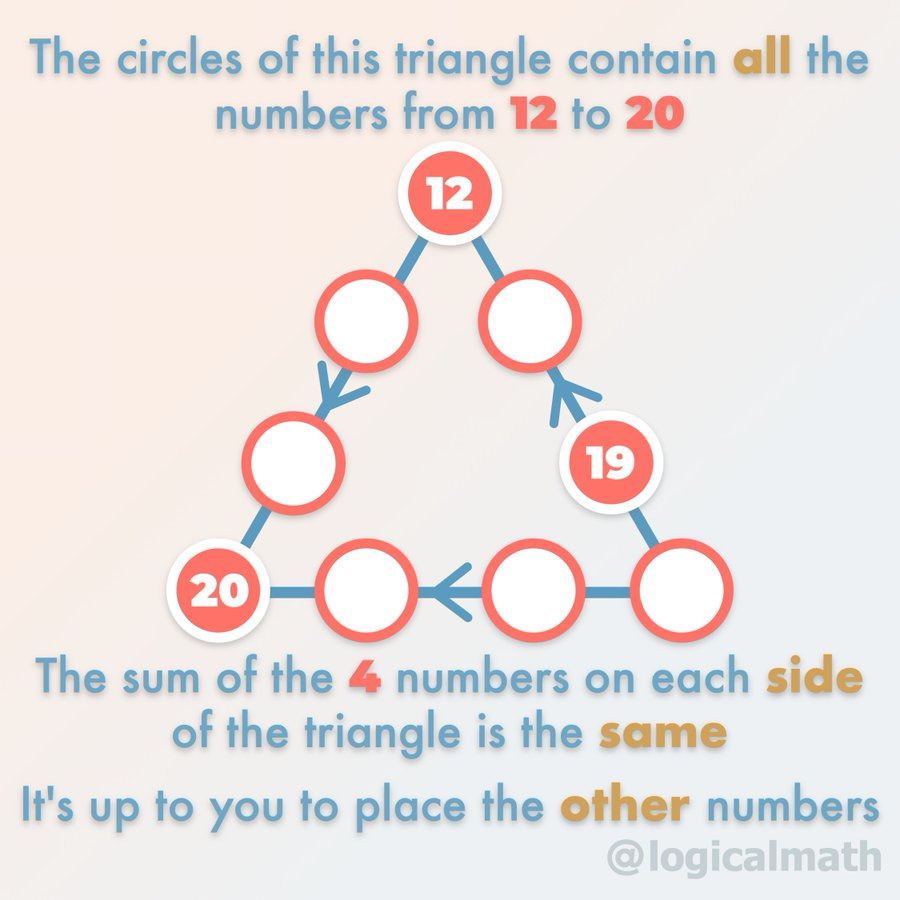 The circles of this triangle contain all the
numbers from 12 to 20
12
19
20
The sum of the 4 numbers on each side
of the triangle is the same
It's up to you to place the other numbers
@logicalmath